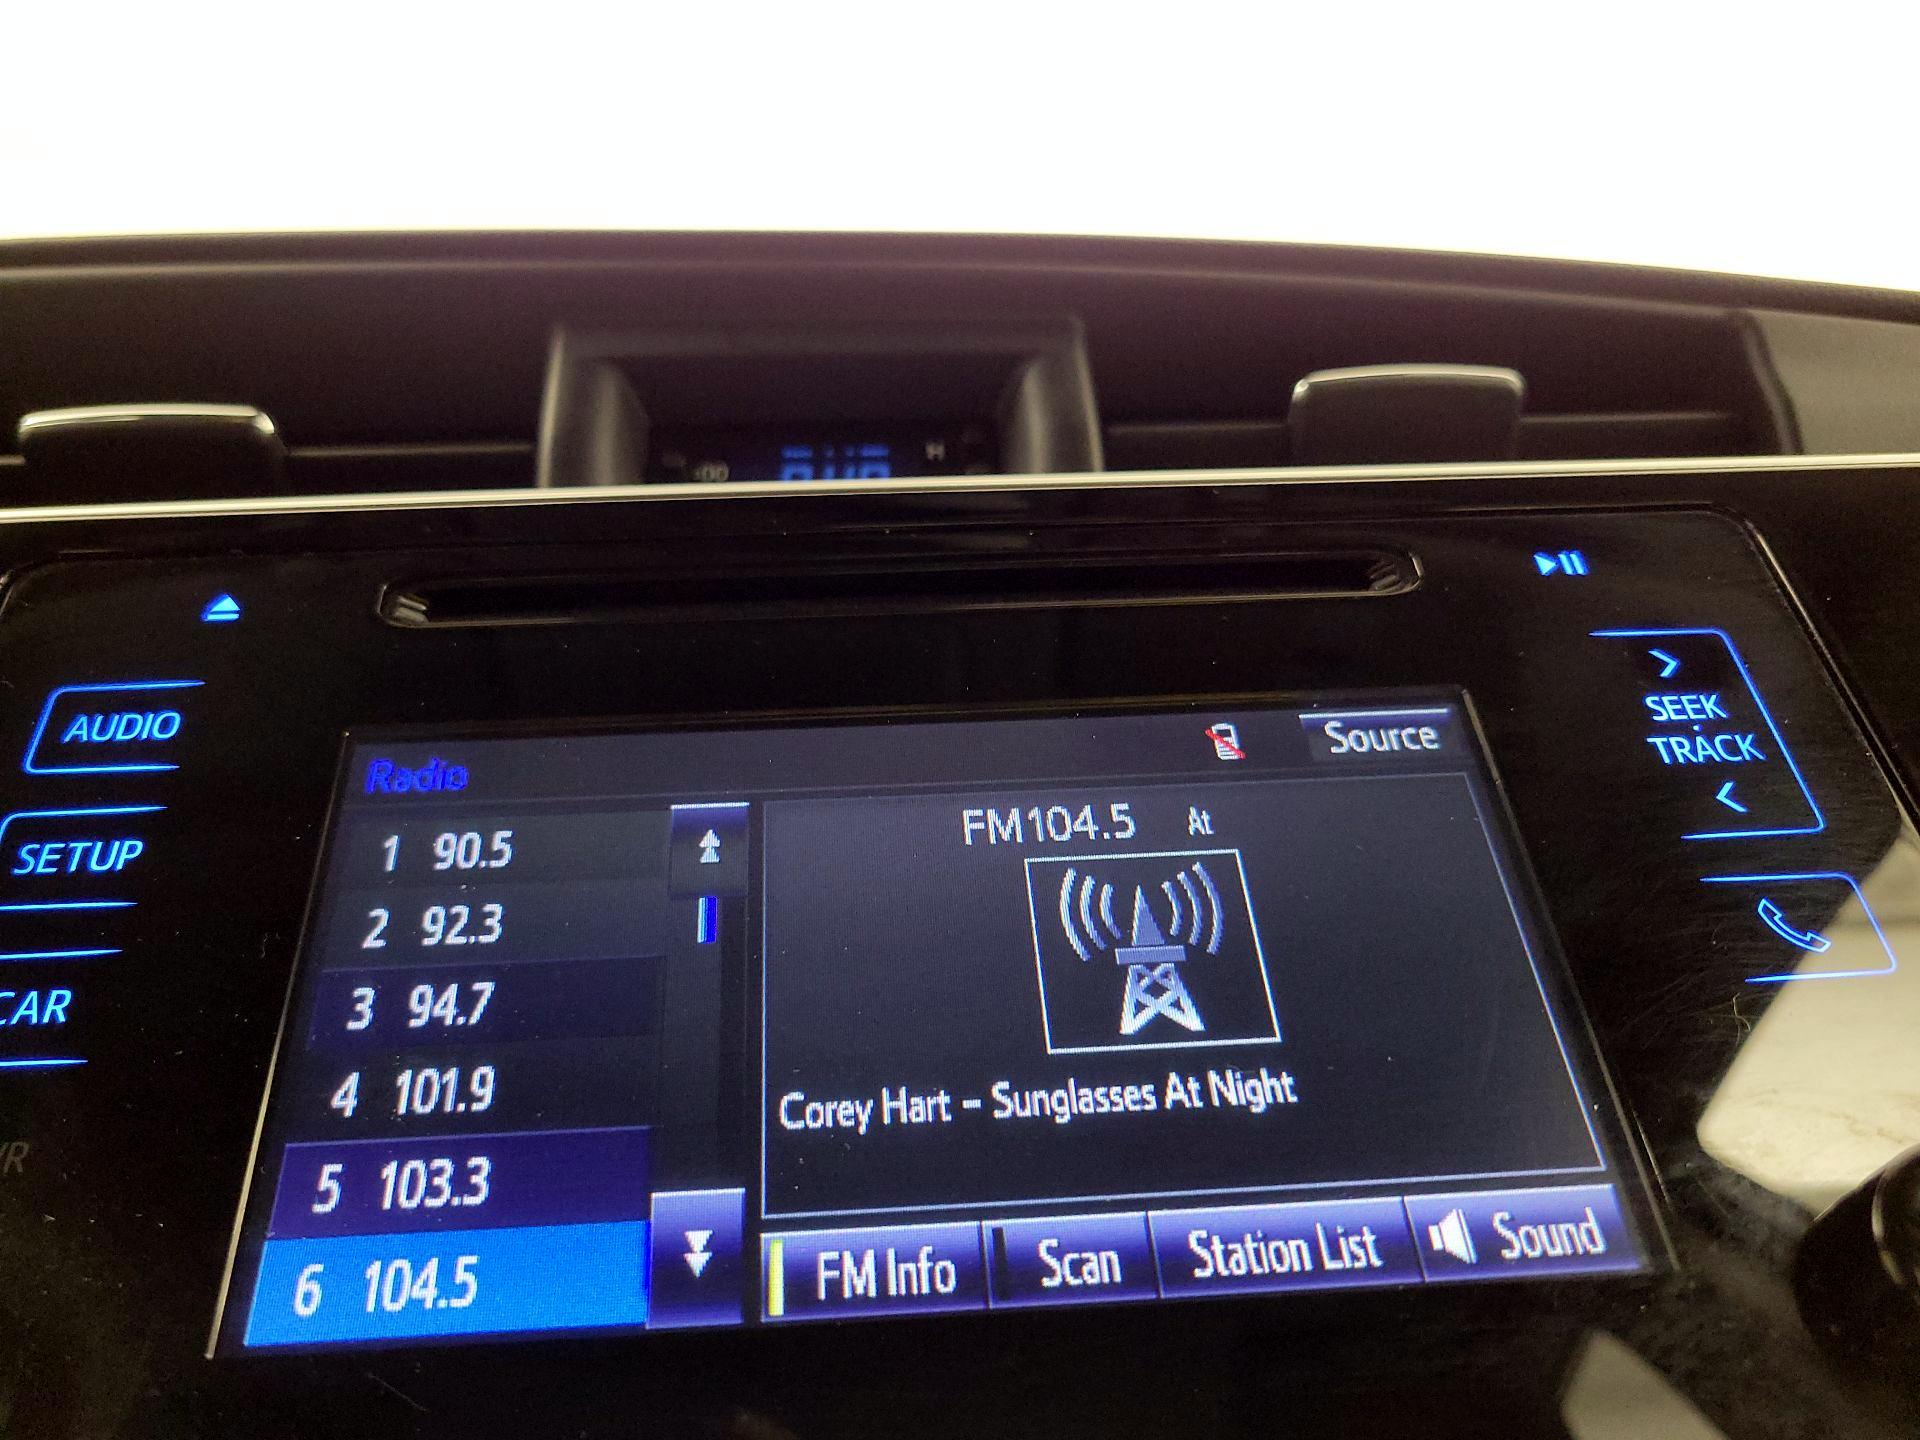 H
:00
AUDIO
SETUP
CAR
SEEK
TRACK
Radio
Source
1 90.5
2 92.3
3 94.7
4 101.9
5 103.3
6 104.5
FM104.5 At
Corey Hart - Sunglasses At Night
FM Info
Scan
Station List
Sound